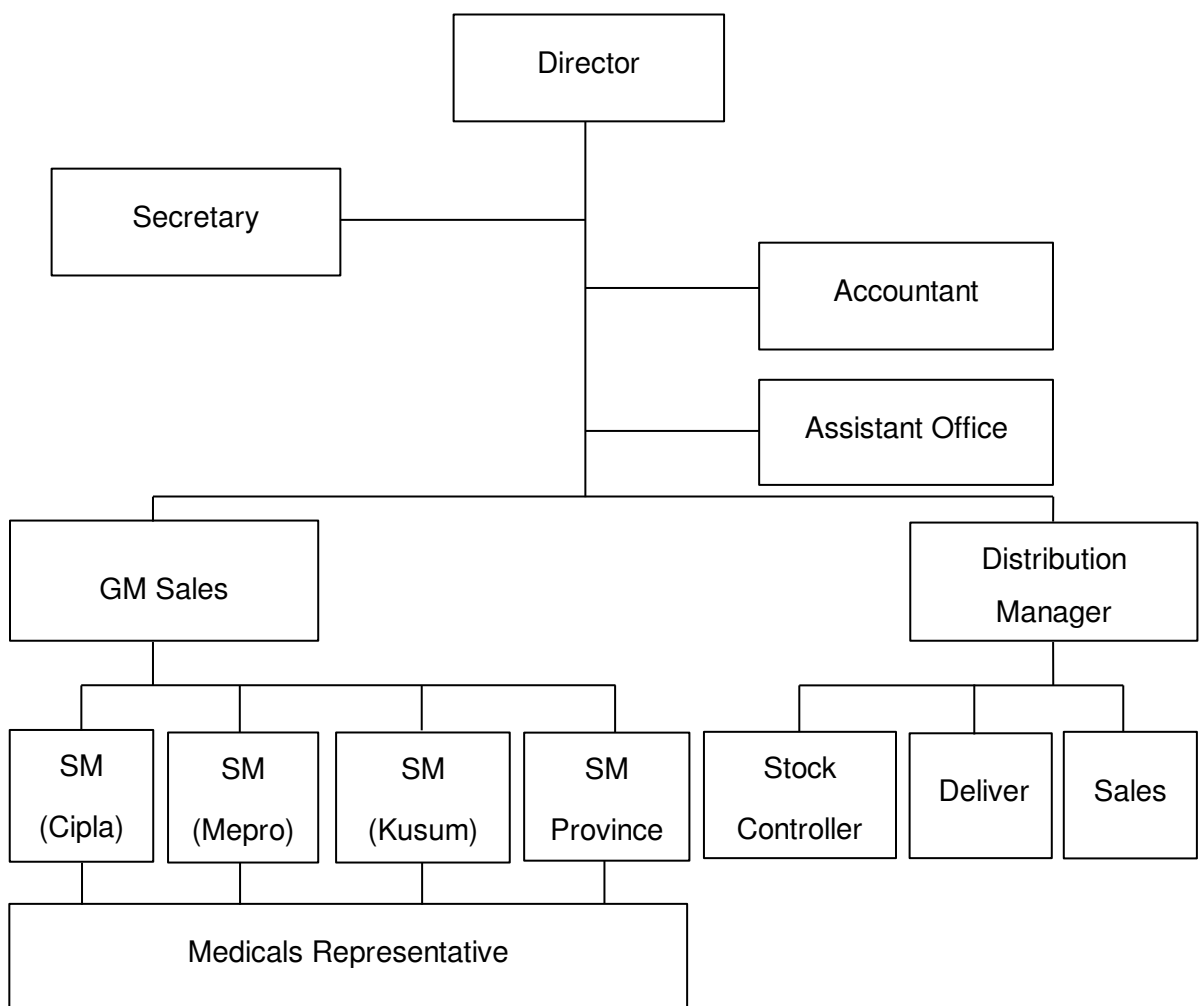 Director
Secretary
Accountant
Assistant Office
GM Sales
Distribution
Manager
SM
(Cipla)
SM
(Mepro)
SM
(Kusum)
SM
Province
Stock
Controller
Deliver
Sales
Medicals Representative